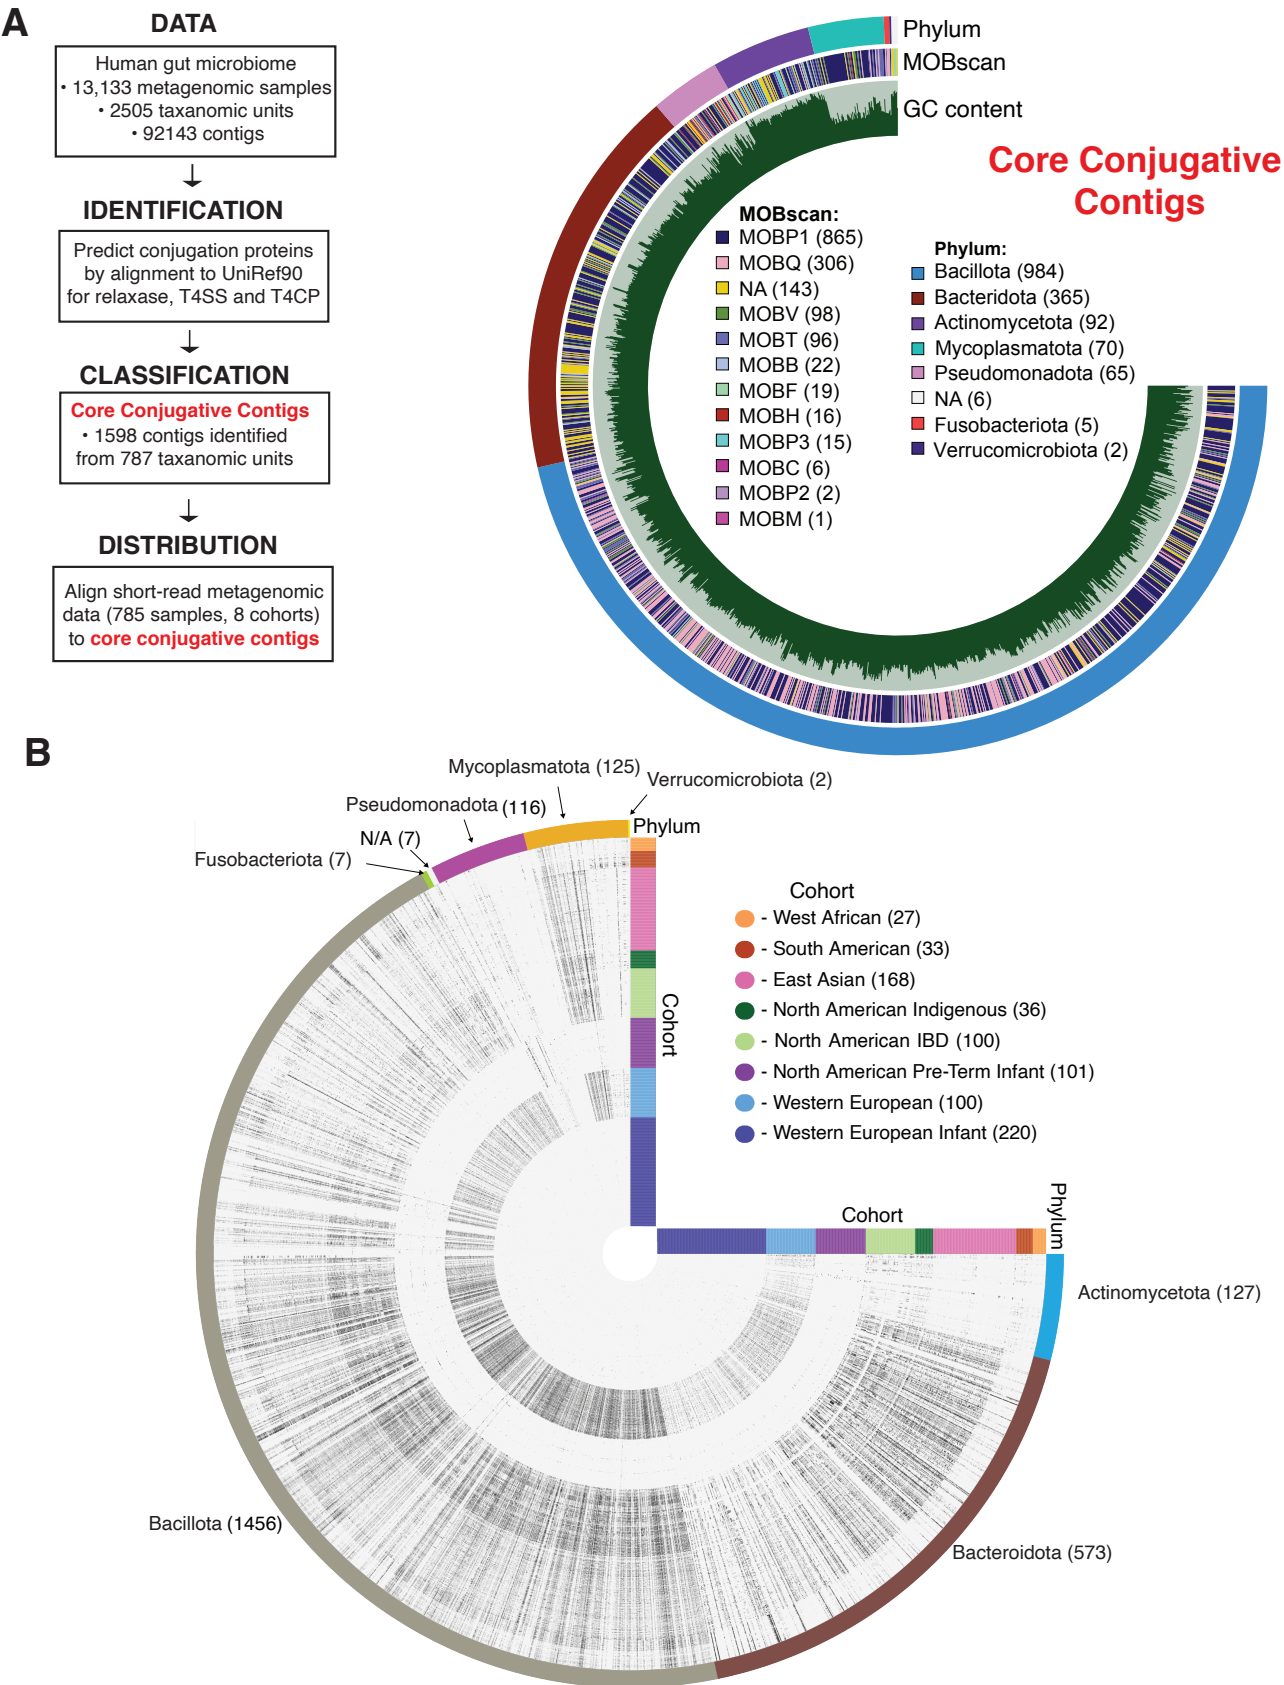 A
DATA
Human gut microbiome
• 13,133 metagenomic samples
• 2505 taxanomic units
• 92143 contigs
IDENTIFICATION
Predict conjugation proteins
by alignment to UniRef90
for relaxase, T4SS and T4CP
CLASSIFICATION
Core Conjugative Contigs
• 1598 contigs identified
from 787 taxanomic units
DISTRIBUTION
Align short-read metagenomic
data (785 samples, 8 cohorts)
to core conjugative contigs
Phylum
MOBscan
GC content
Core Conjugative
Contigs
MOBscan:
MOBP1 (865)
MOBQ (306)
NA (143)
MOBV (98)
MOBT (96)
MOBB (22)
MOBF (19)
MOBH (16)
MOBP3 (15)
MOBC (6)
MOBP2 (2)
MOBM (1)
Phylum:
Bacillota (984)
Bacteridota (365)
Actinomycetota (92)
Mycoplasmatota (70)
Pseudomonadota (65)
NA (6)
Fusobacteriota (5)
Verrucomicrobiota (2)
B
Mycoplasmatota (125)
Verrucomicrobiota (2)
Pseudomonadota (116)
N/A (7)
Fusobacteriota (7)
Phylum
Cohort
Cohort
- West African (27)
- South American (33)
- East Asian (168)
- North American Indigenous (36)
- North American IBD (100)
- North American Pre-Term Infant (101)
- Western European (100)
- Western European Infant (220)
Cohort
Phylum
Actinomycetota (127)
Bacillota (1456)
Bacteroidota (573)